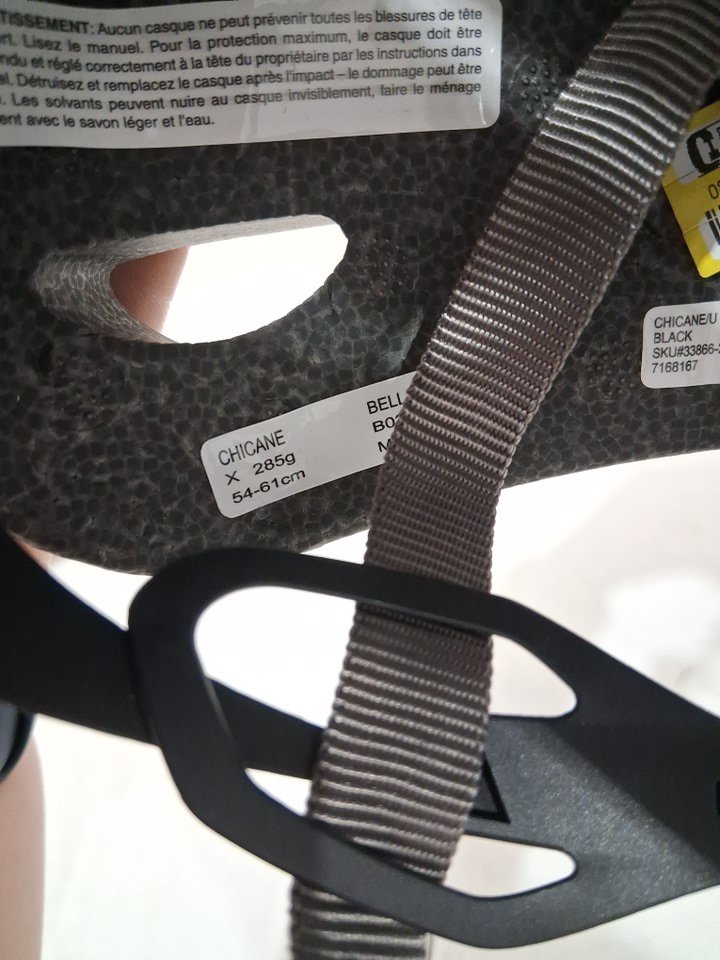 TISSEMENT: Aucun casque ne peut prévenir toutes les blessures de tête
rt. Lisez le manuel. Pour la protection maximum, le casque doit être
ndu et réglé correctement à la tête du propriétaire par les instructions dans
el. Détruisez et remplacez le casque après l'impact – le dommage peut être
. Les solvants peuvent nuire au casque invisiblement, faire le ménage
ent avec le savon léger et l'eau.
CHICANE/U
BLACK
SKU#33866-
7168167
CHICANE BELL
X 285g B0
54-61cm M